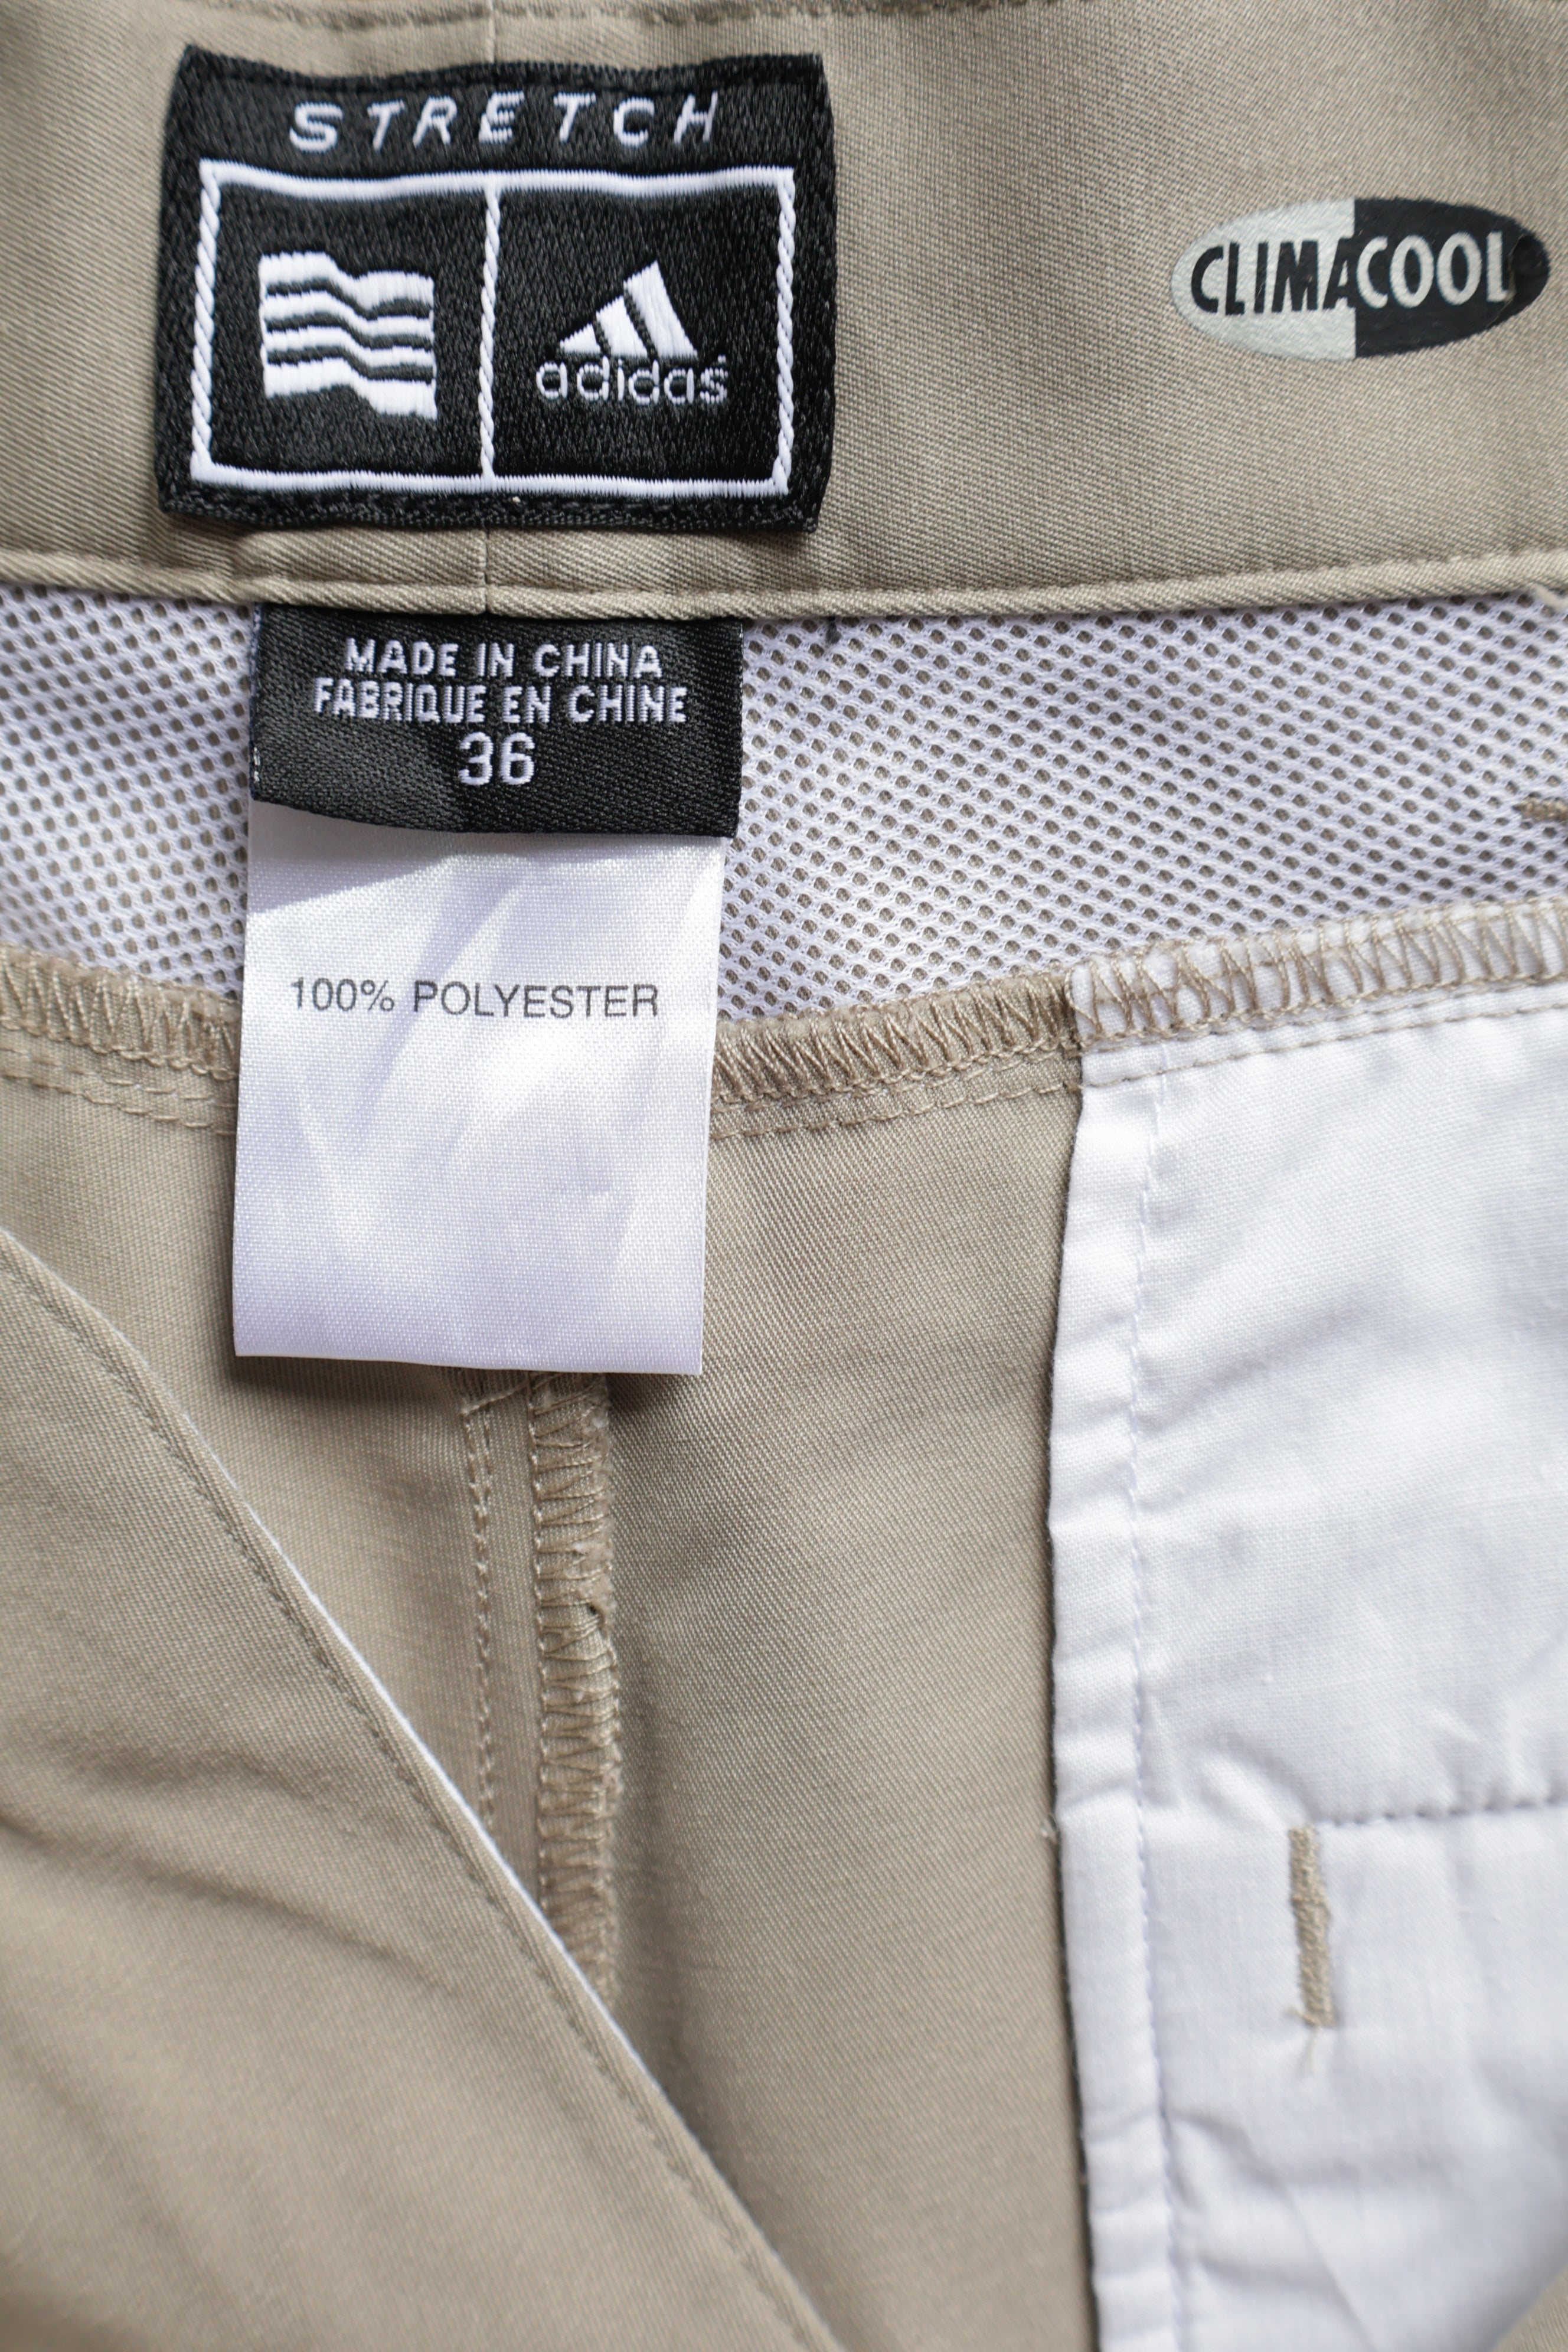 STRETCH
adidas
CLIMACOOL
MADE IN CHINA
FABRIQUE EN CHINE
36
100% POLYESTER